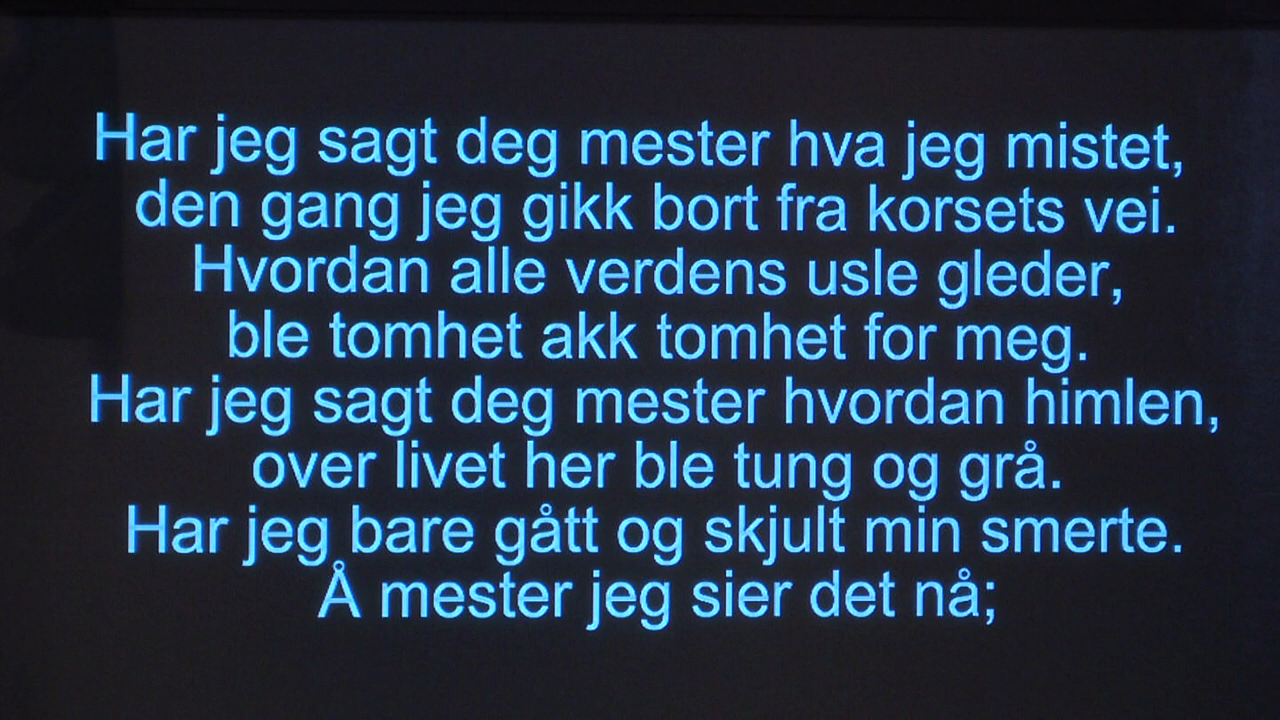 Har jeg sagt deg mester hva jeg mistet,
den gang jeg gikk bort fra korsets vei.
Hvordan alle verdens usle gleder,
ble tomhet akk tomhet for meg.
Har jeg sagt deg mester hvordan himlen,
over livet her ble tung og grå.
Har jeg bare gått og skjult min smerte.
Å mester jeg sier det nå;